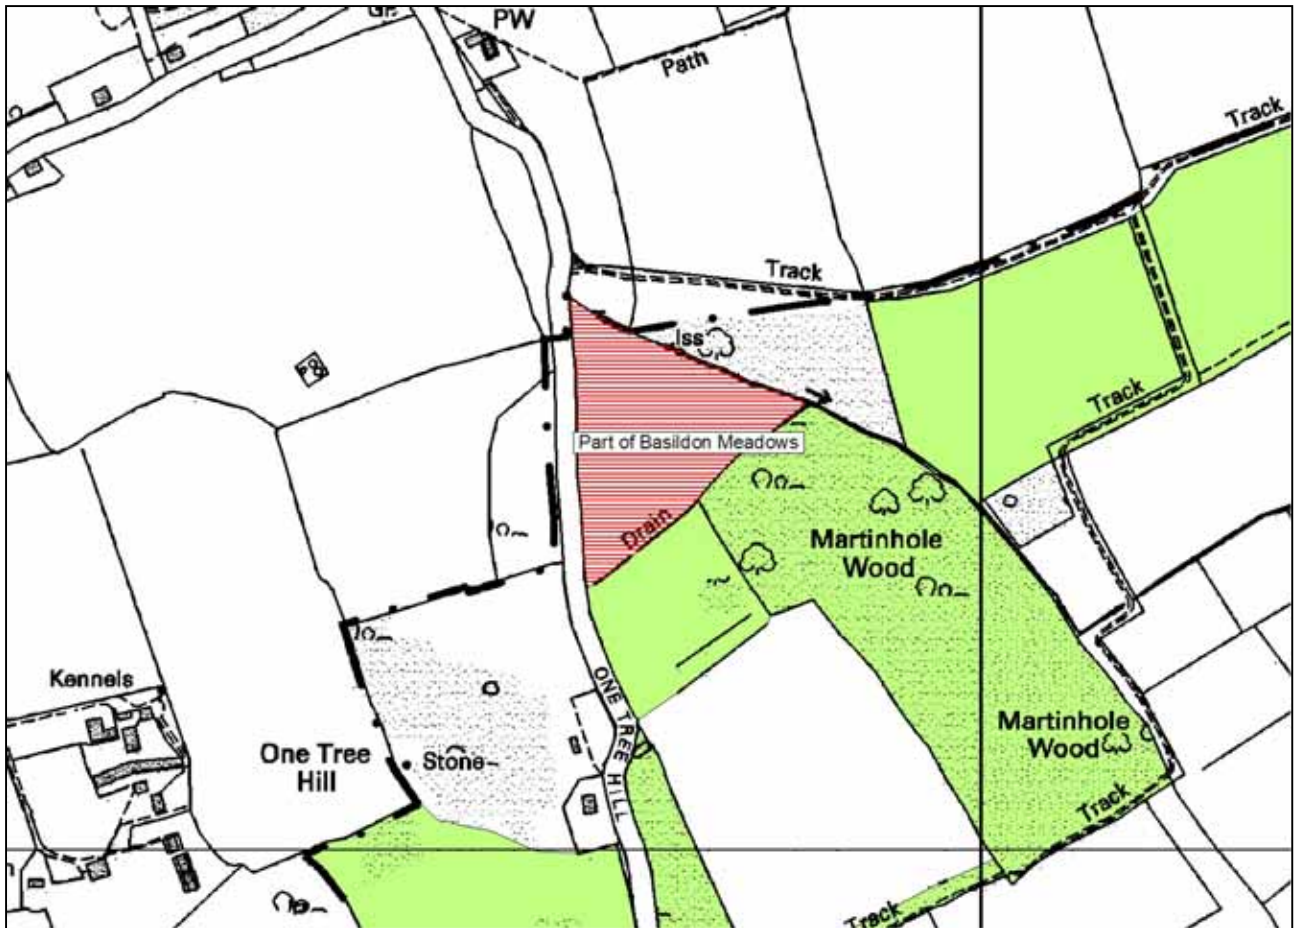 Gr
PW
Path
Track
Track
Iss
Track
Part of Basildon Meadows
Drain
Martinhole
Wood
Kennels
ONE TREE HILL
One Tree
Hill
Stone
Martinhole
Wood
Track
Track